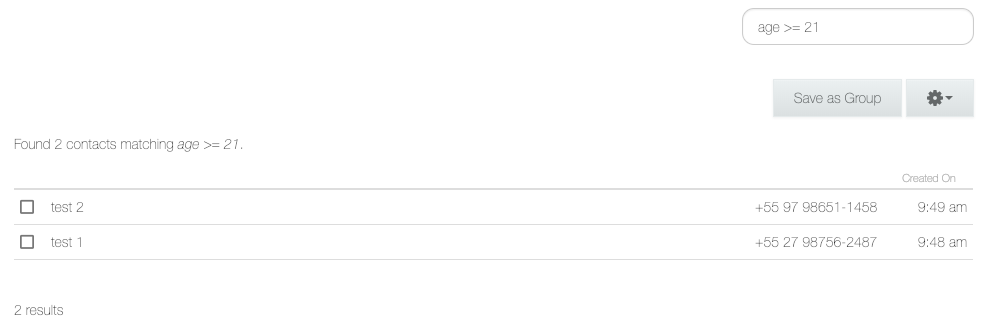 age >= 21
Save as Group
Found 2 contacts matching age >= 21.
Created On
test 2 +55 97 98651-1458 9:49 am
test 1 +55 27 98756-2487 9:48 am
2 results